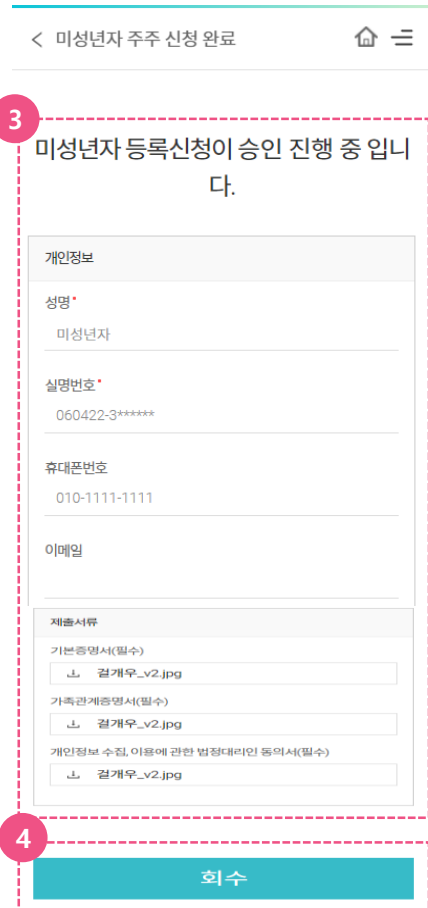 미성년자 주주 신청 완료
3
미성년자 등록신청이 승인 진행 중 입니
다.
개인정보
성명*
미성년자
실명번호*
060422-3******
휴대폰번호
010-1111-1111
이메일
제출서류
기본증명서(필수)
걸개우_v2.jpg
가족관계증명서(필수)
걸개우_v2.jpg
개인정보 수집, 이용에 관한 법정대리인 동의서(필수)
걸개우_v2.jpg
4
회수